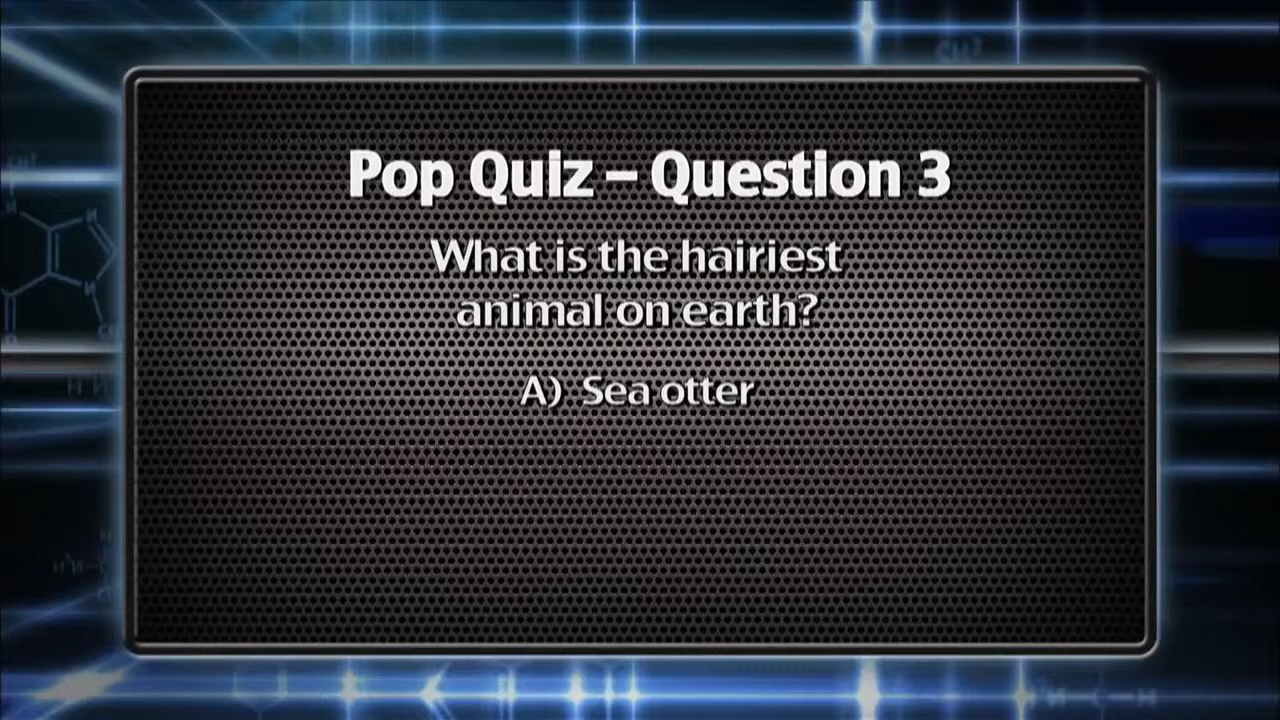 Pop Quiz – Question 3
What is the hairiest
animal on earth?
A) Sea otter